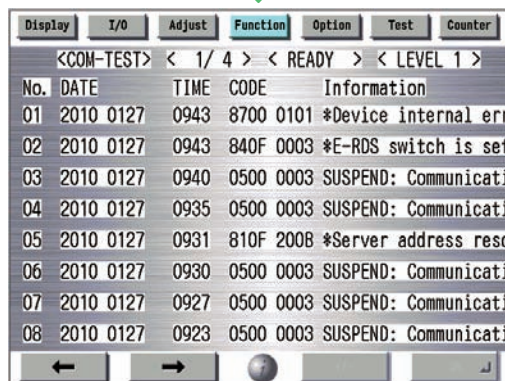 Display I/O Adjust Function Option Test Counter
<COM-TEST> < 1/ 4 > < READY > < LEVEL 1 >
No. DATE TIME CODE Information
01 2010 0127 0943 8700 0101 *Device internal err
02 2010 0127 0943 840F 0003 *E-RDS switch is set
03 2010 0127 0940 0500 0003 SUSPEND: Communicati
04 2010 0127 0935 0500 0003 SUSPEND: Communicati
05 2010 0127 0931 810F 200B *Server address reso
06 2010 0127 0930 0500 0003 SUSPEND: Communicati
07 2010 0127 0927 0500 0003 SUSPEND: Communicati
08 2010 0127 0923 0500 0003 SUSPEND: Communicati